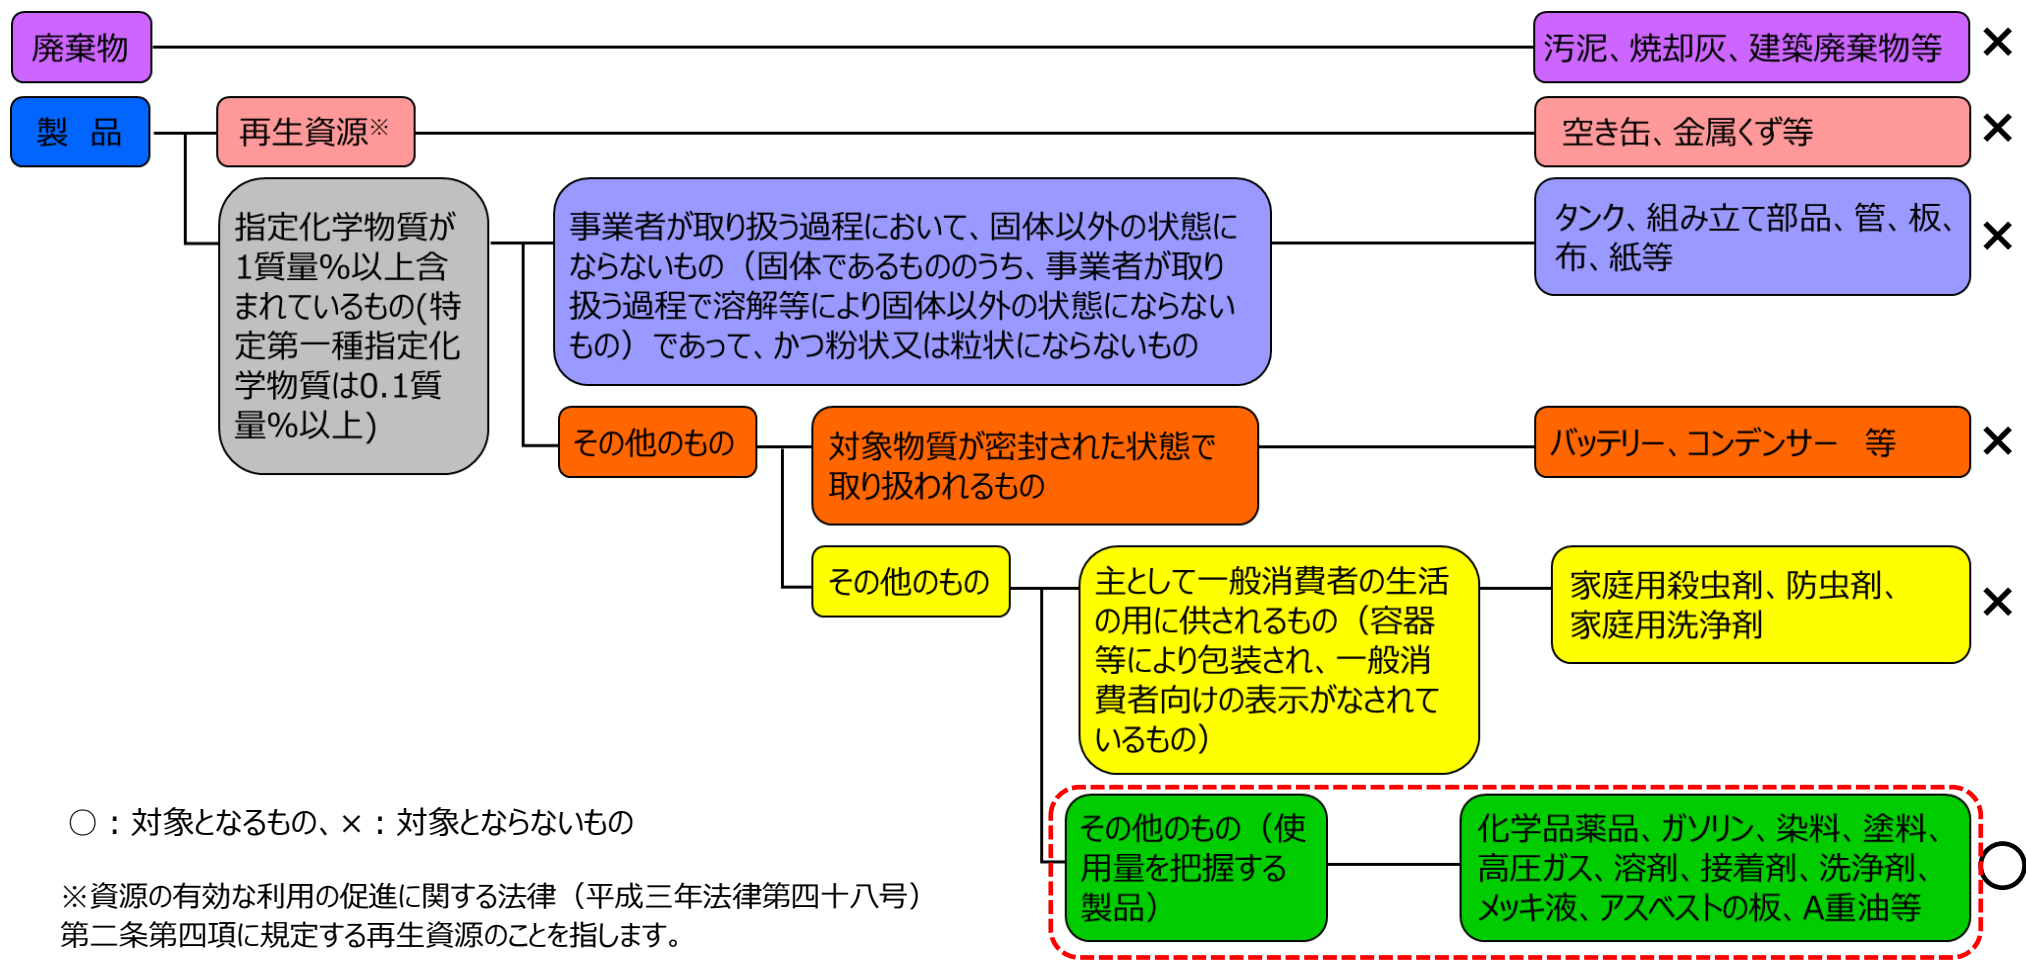 廃棄物
汚泥、焼却灰、建築廃棄物等
×
製　品
再生資源※
空き缶、金属くず等
×
指定化学物質が
1質量%以上含
まれているもの(特
定第一種指定化
学物質は0.1質
量%以上)
事業者が取り扱う過程において、固体以外の状態に
ならないもの（固体であるもののうち、事業者が取り
扱う過程で溶解等により固体以外の状態にならない
もの）であって、かつ粉状又は粒状にならないもの
タンク、組み立て部品、管、板、
布、紙等
×
その他のもの
対象物質が密封された状態で
取り扱われるもの
バッテリー、コンデンサー　等
×
その他のもの
主として一般消費者の生活
の用に供されるもの（容器
等により包装され、一般消
費者向けの表示がなされて
いるもの）
家庭用殺虫剤、防虫剤、
家庭用洗浄剤
×
その他のもの（使
用量を把握する
製品）
化学品薬品、ガソリン、染料、塗料、
高圧ガス、溶剤、接着剤、洗浄剤、
メッキ液、アスベストの板、A重油等
○
○：対象となるもの、×：対象とならないもの
※資源の有効な利用の促進に関する法律（平成三年法律第四十八号）
第二条第四項に規定する再生資源のことを指します。